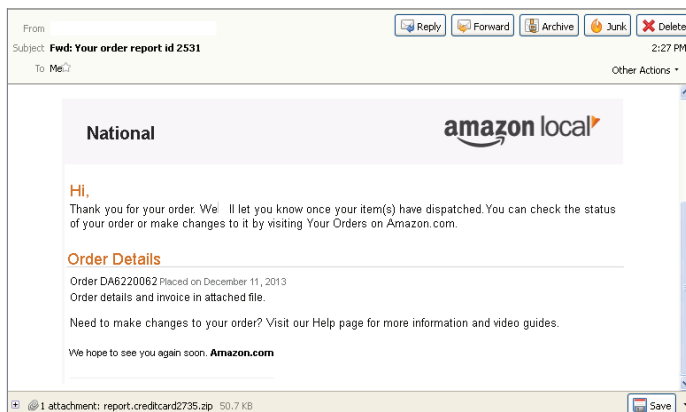 From
Reply Forward Archive Junk Delete
Subject Fwd: Your order report id 2531
2:27 PM
To Me
Other Actions
National
amazon local
Hi,
Thank you for your order. We ll let you know once your item(s) have dispatched.You can check the status
of your order or make changes to it by visiting Your Orders on Amazon.com.
Order Details
Order DA6220062 Placed on December 11, 2013
Order details and invoice in attached file.
Need to make changes to your order? Visit our Help page for more information and video guides.
We hope to see you again soon. Amazon.com
1 attachment: report.creditcard2735.zip 50.7 KB
Save